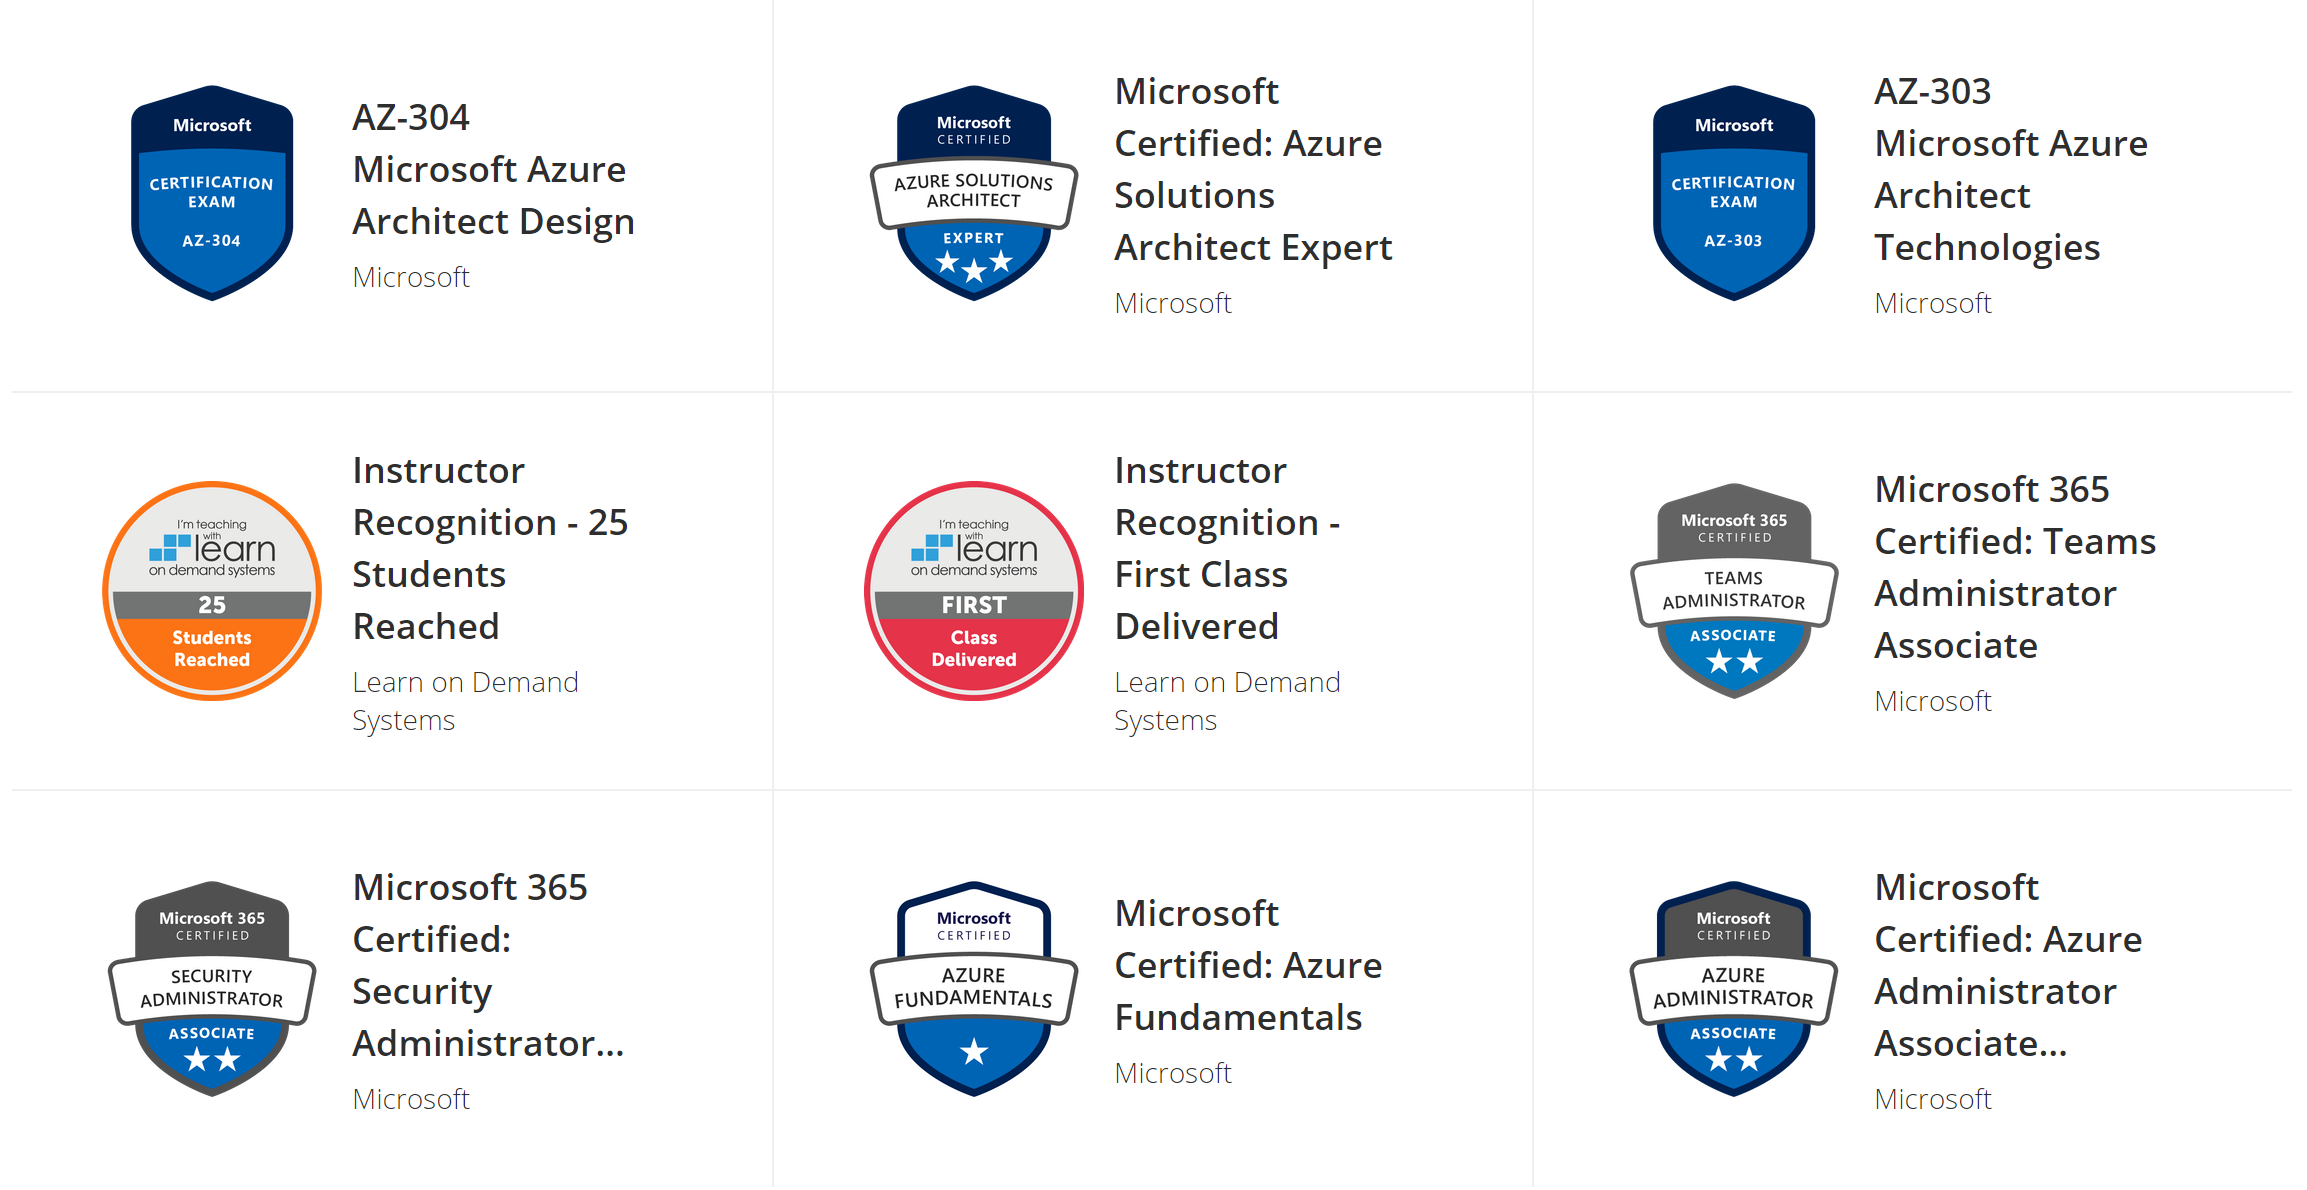 Microsoft
CERTIFICATION
EXAM
AZ-304
AZ-304
Microsoft Azure
Architect Design
Microsoft
Microsoft
CERTIFIED
AZURE SOLUTIONS
ARCHITECT
EXPERT
Microsoft
Certified: Azure
Solutions
Architect Expert
Microsoft
Microsoft
CERTIFICATION
EXAM
AZ-303
AZ-303
Microsoft Azure
Architect
Technologies
Microsoft
I'm teaching
with
learn
on demand systems
25
Students
Reached
Instructor
Recognition - 25
Students
Reached
Learn on Demand
Systems
I'm teaching
with
learn
on demand systems
FIRST
Class
Delivered
Instructor
Recognition -
First Class
Delivered
Learn on Demand
Systems
Microsoft 365
CERTIFIED
TEAMS
ADMINISTRATOR
ASSOCIATE
Microsoft 365
Certified: Teams
Administrator
Associate
Microsoft
Microsoft 365
CERTIFIED
SECURITY
ADMINISTRATOR
ASSOCIATE
Microsoft 365
Certified:
Security
Administrator...
Microsoft
Microsoft
CERTIFIED
AZURE
FUNDAMENTALS
Microsoft
Certified: Azure
Fundamentals
Microsoft
Microsoft
CERTIFIED
AZURE
ADMINISTRATOR
ASSOCIATE
Microsoft
Certified: Azure
Administrator
Associate...
Microsoft